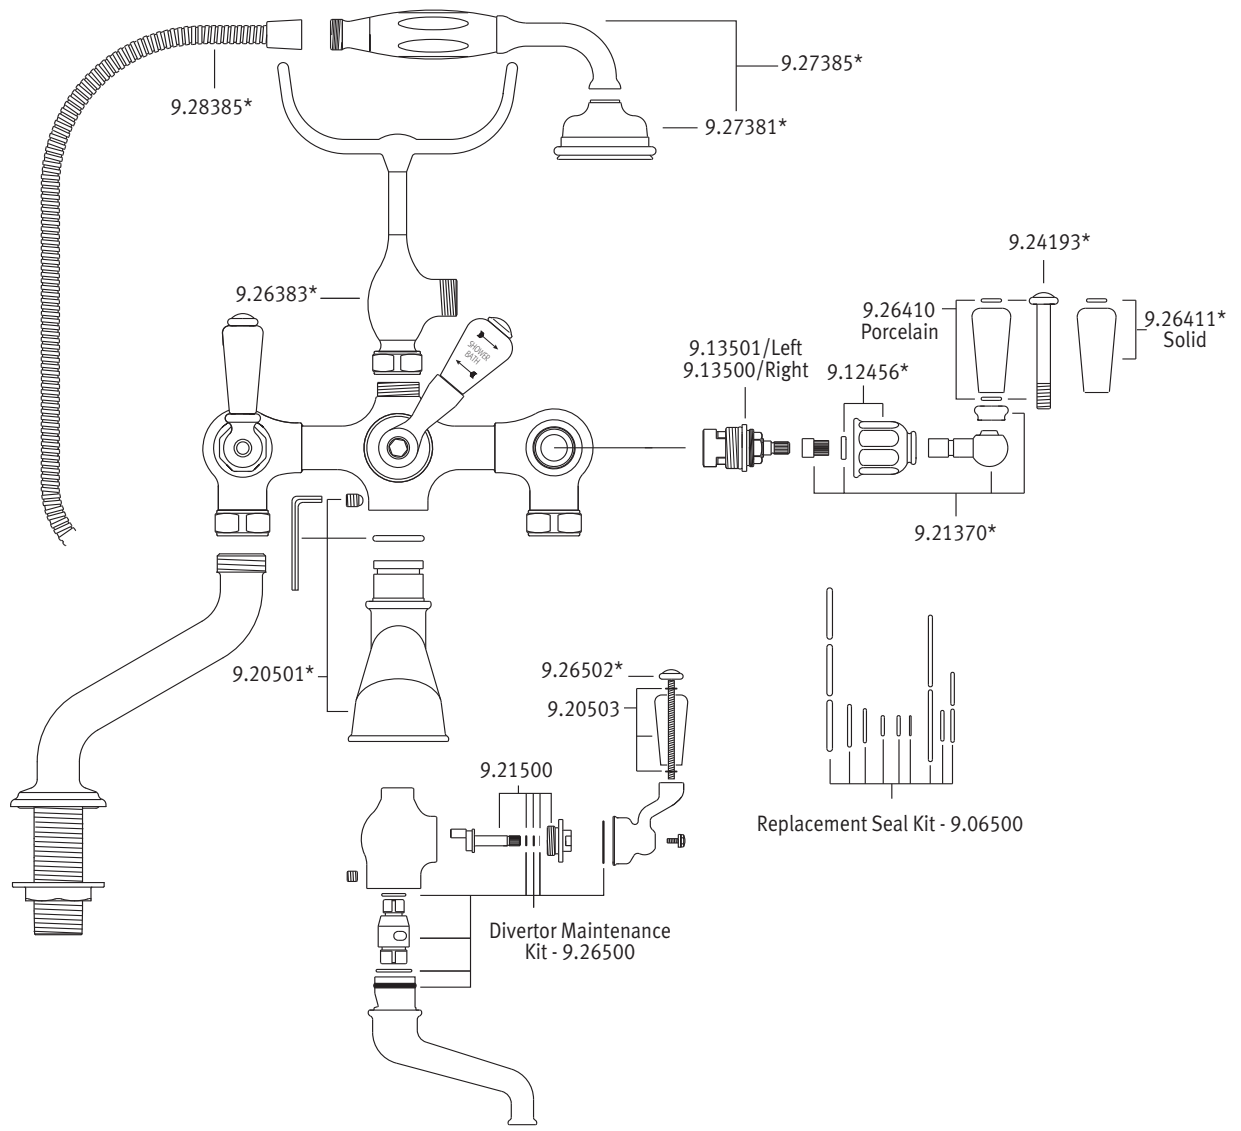 9.27385*
9.28385*
9.27381*
9.24193*
9.26383*
9.26410
Porcelain
9.26411*
Solid
SHOWER
BATH
9.13501/Left
9.13500/Right
9.12456*
9.21370*
9.20501*
9.26502*
9.20503
9.21500
Replacement Seal Kit - 9.06500
Divertor Maintenance
Kit - 9.26500